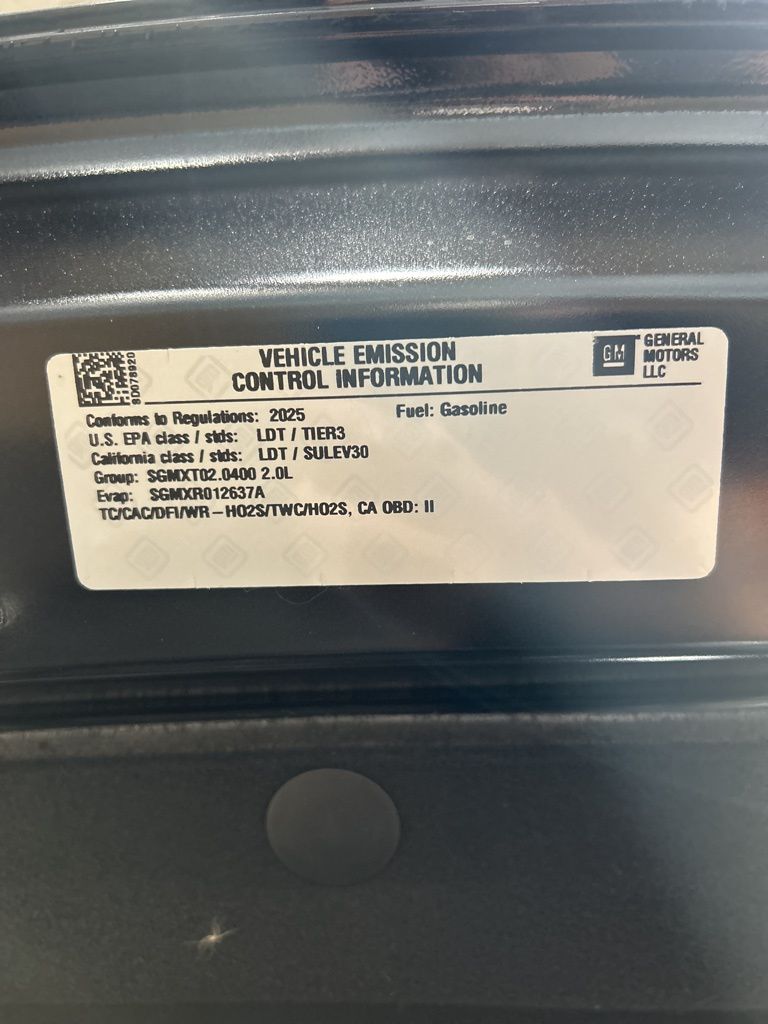 VEHICLE EMISSION
CONTROL INFORMATION
GM
GENERAL
MOTORS
LLC
Conforms to Regulations: 2025
Fuel: Gasoline
U.S. EPA class / stds: LDT / TIER3
California class / stds: LDT / SULEV30
Group: SGMXT02.0400 2.0L
Evap: SGMXR012637A
TC/CAC/DFI/WR-HO2S/TWC/HO2S, CA OBD: II